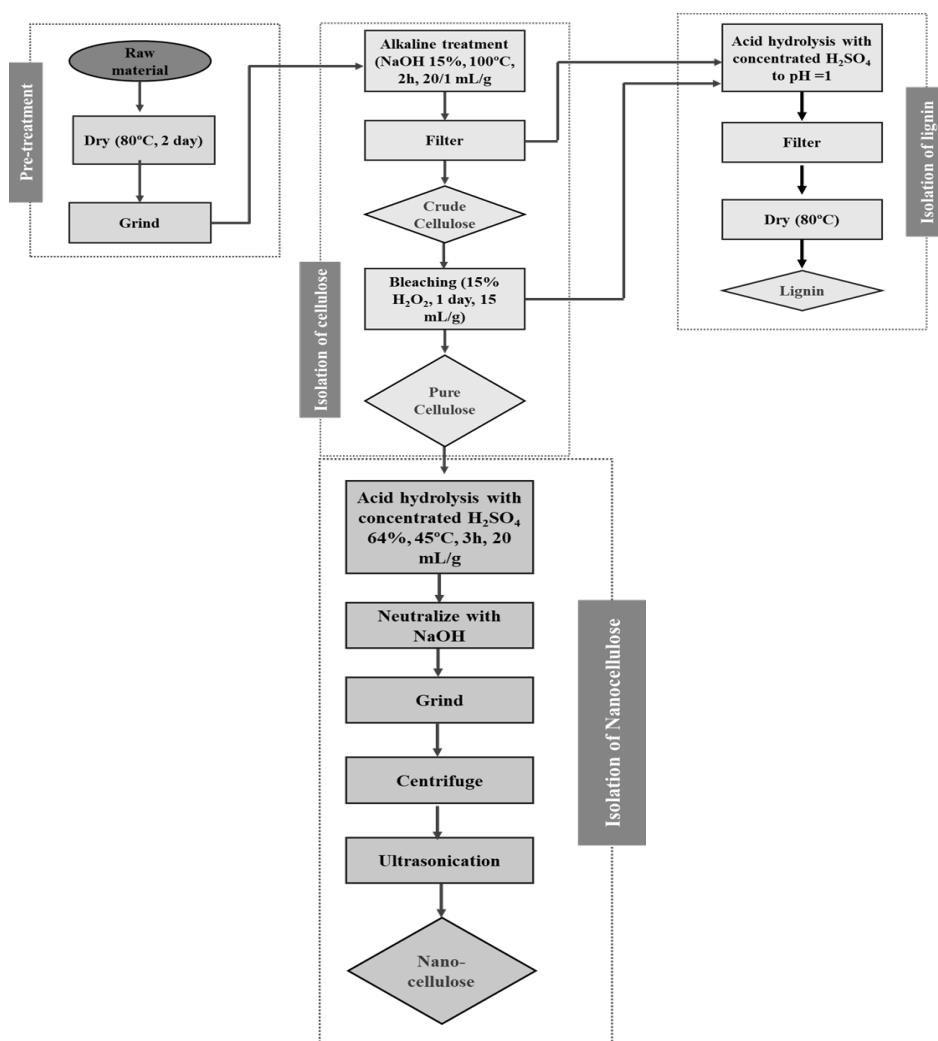 Pre-treatment
Raw
material
Dry (80ºC, 2 day)
Grind
Isolation of cellulose
Alkaline treatment
(NaOH 15%, 100ºC,
2h, 20/1 mL/g
Filter
Crude
Cellulose
Bleaching (15%
H₂O₂, 1 day, 15
mL/g)
Pure
Cellulose
Acid hydrolysis with
concentrated H₂SO₄
to pH =1
Filter
Dry (80ºC)
Lignin
Isolation of lignin
Acid hydrolysis with
concentrated H₂SO₄
64%, 45ºC, 3h, 20
mL/g
Neutralize with
NaOH
Grind
Centrifuge
Ultrasonication
Nano-
cellulose
Isolation of Nanocellulose